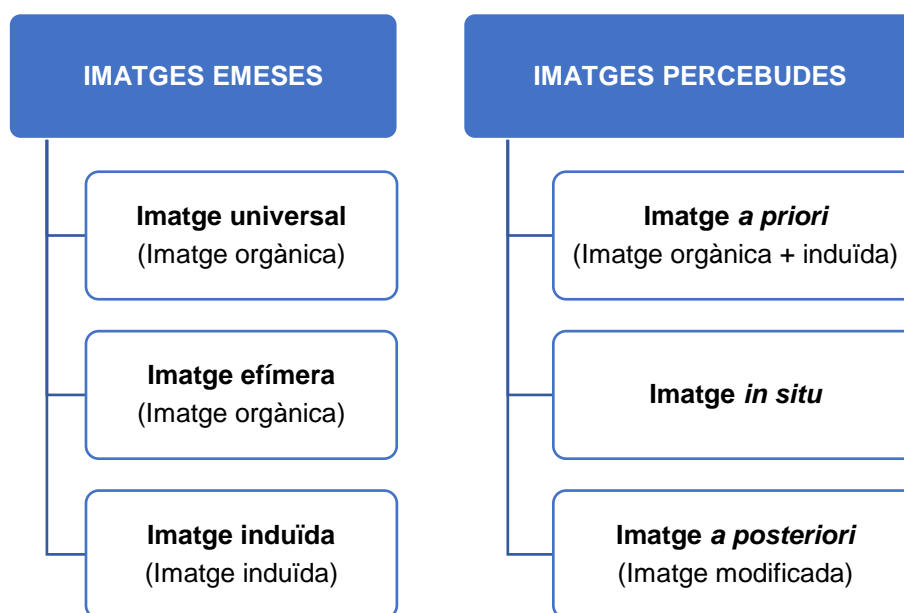 IMATGES EMESES
Imatge universal
(Imatge orgànica)
Imatge efímera
(Imatge orgànica)
Imatge induïda
(Imatge induïda)
IMATGES PERCEBUDES
Imatge a priori
(Imatge orgànica + induïda)
Imatge in situ
Imatge a posteriori
(Imatge modificada)